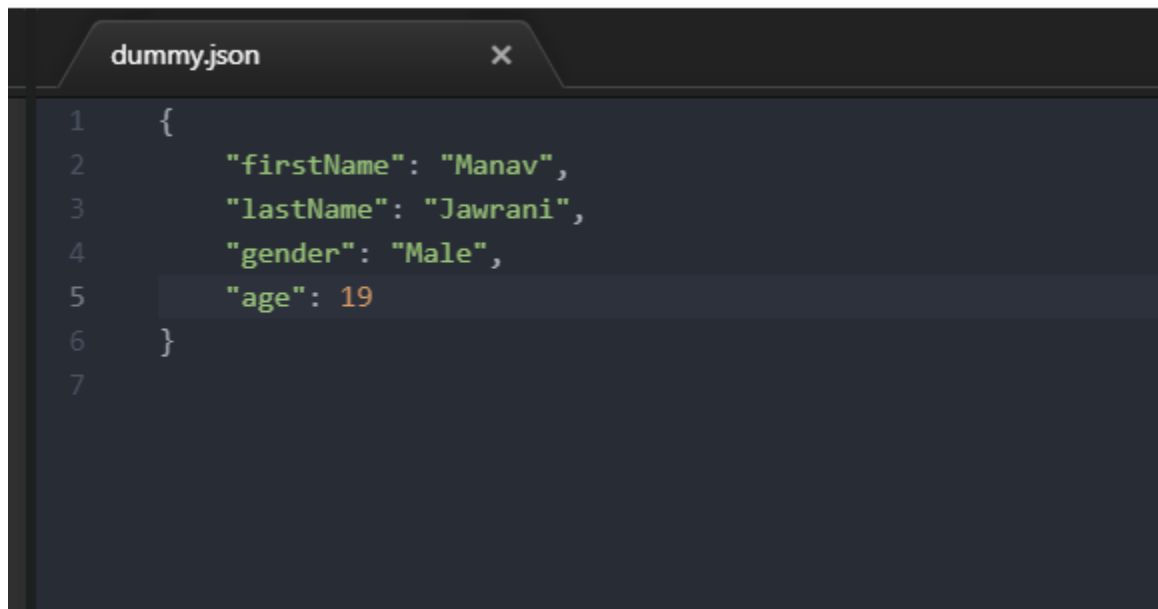 dummy.json ×
1 {
2 "firstName": "Manav",
3 "lastName": "Jawrani",
4 "gender": "Male",
5 "age": 19
6 }
7